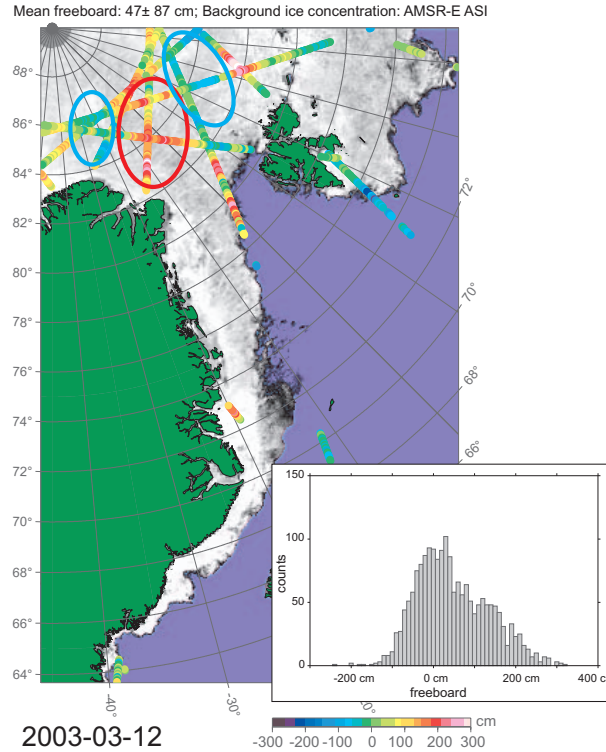 Mean freeboard: 47± 87 cm; Background ice concentration: AMSR-E ASI
88°
86°
84°
82°
80°
78°
76°
74°
72°
70°
68°
66°
64°
72°
70°
68°
66°
-40°
-30°
150
100
50
0
counts
-200 cm
0 cm
200 cm
400 c
freeboard
2003-03-12
cm
-300 -200 -100 0 100 200 300